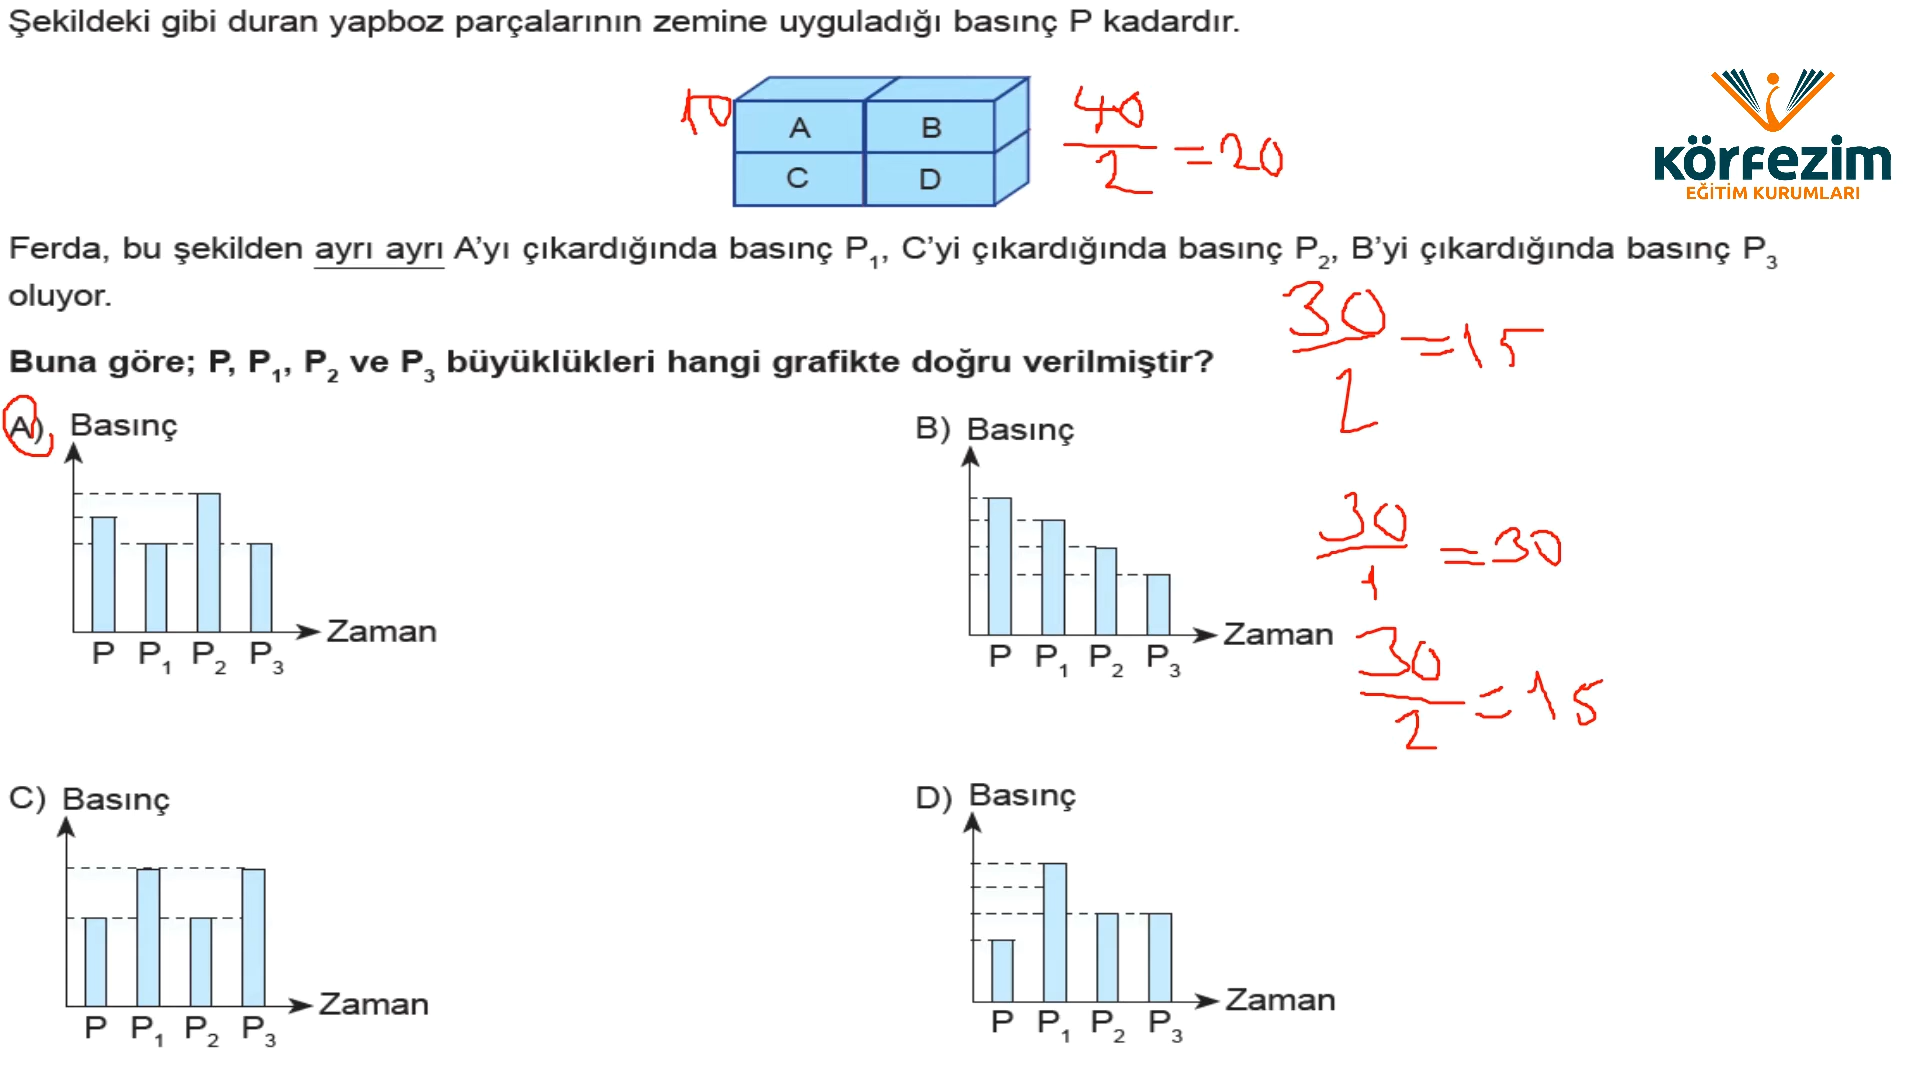 Şekildeki gibi duran yapboz parçalarının zemine uyguladığı basınç P kadardır.
KÖRFEZİM
EĞİTİM KURUMLARI
10
A
B
C
D
40
2
=20
Ferda, bu şekilden ayrı ayrı A'yı çıkardığında basınç P1, C'yi çıkardığında basınç P2, B'yi çıkardığında basınç P3
oluyor.
30
2
=15
Buna göre; P, P1, P2 ve P3 büyüklükleri hangi grafikte doğru verilmiştir?
A) Basınç
Zaman
P P1 P2 P3
B) Basınç
Zaman
P P1 P2 P3
30
1
=30
30
2
=15
C) Basınç
Zaman
P P1 P2 P3
D) Basınç
Zaman
P P1 P2 P3